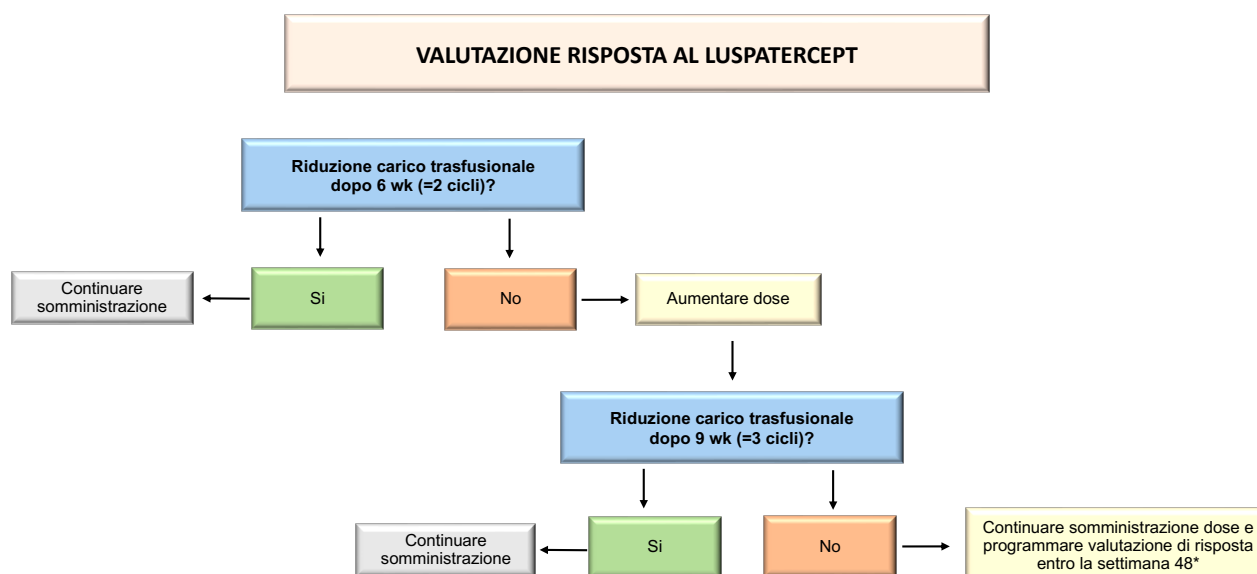 VALUTAZIONE RISPOSTA AL LUSPATERCEPT
Riduzione carico trasfusionale
dopo 6 wk (=2 cicli)?
Continuare
somministrazione
Si
No
Aumentare dose
Riduzione carico trasfusionale
dopo 9 wk (=3 cicli)?
Continuare
somministrazione
Si
No
Continuare somministrazione dose e
programmare valutazione di risposta
entro la settimana 48*